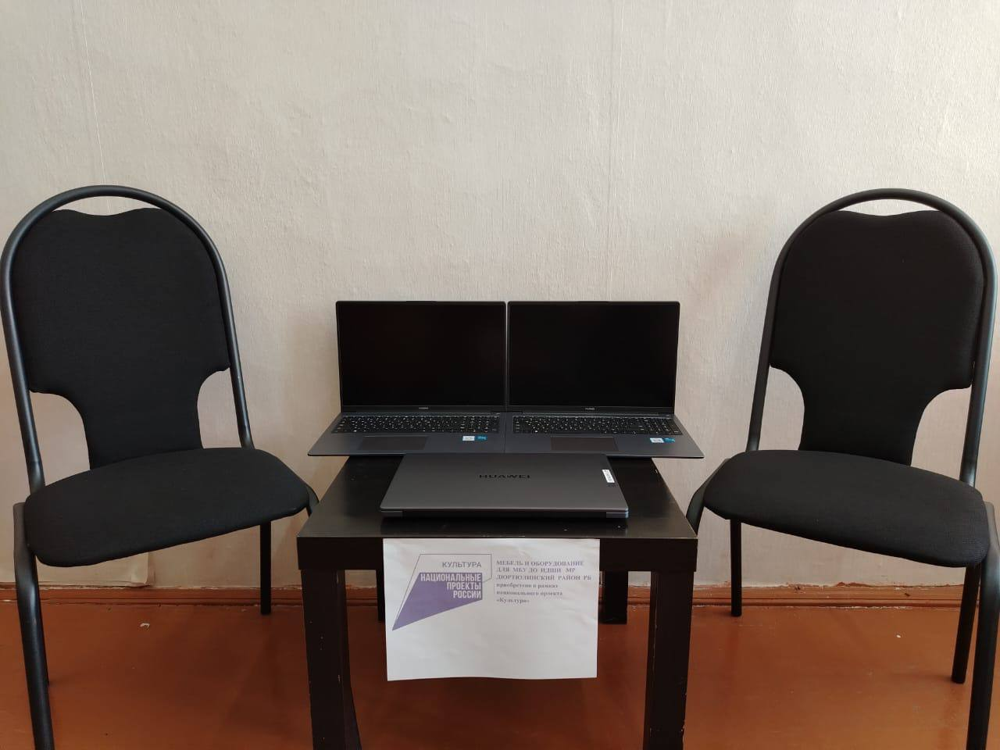 HUAWEI
КУЛЬТУРА
НАЦИОНАЛЬНЫЕ
ПРОЕКТЫ
РОССИИ
МЕБЕЛЬ И ОБОРУДОВАНИЕ
ДЛЯ МБУ ДО ИДШИ МР
ДЮРТЮЛИНСКИЙ РАЙОН РБ
приобретено в рамках
национального проекта
«Культура»